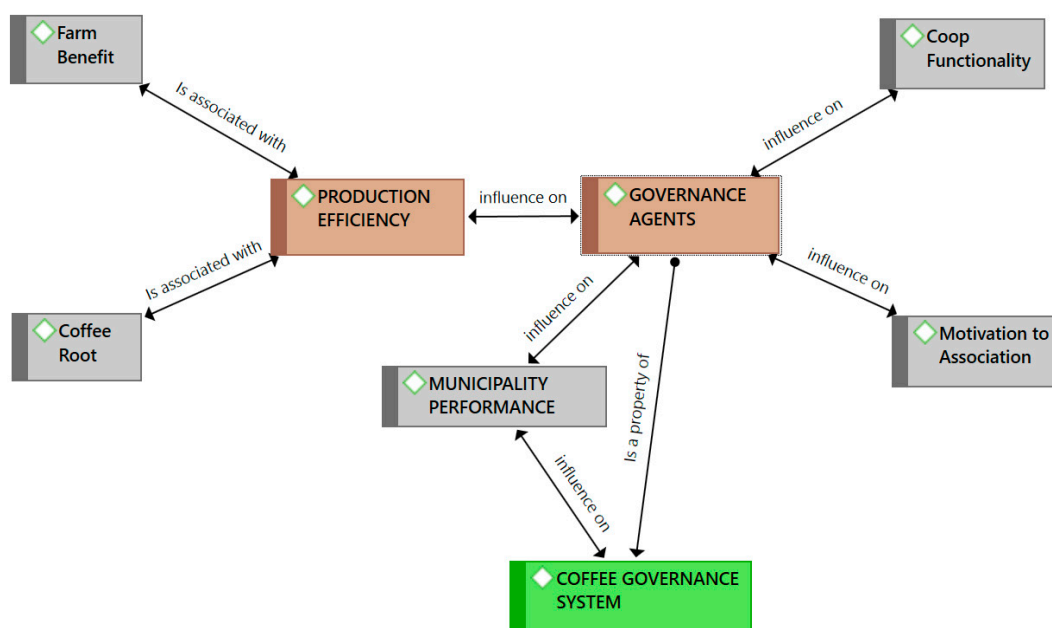 Farm
Benefit
Coop
Functionality
Is associated with
influence on
PRODUCTION
EFFICIENCY
influence on
GOVERNANCE
AGENTS
Is associated with
influence on
influence on
Coffee
Root
Motivation to
Association
MUNICIPALITY
PERFORMANCE
Is a property of
influence on
COFFEE GOVERNANCE
SYSTEM